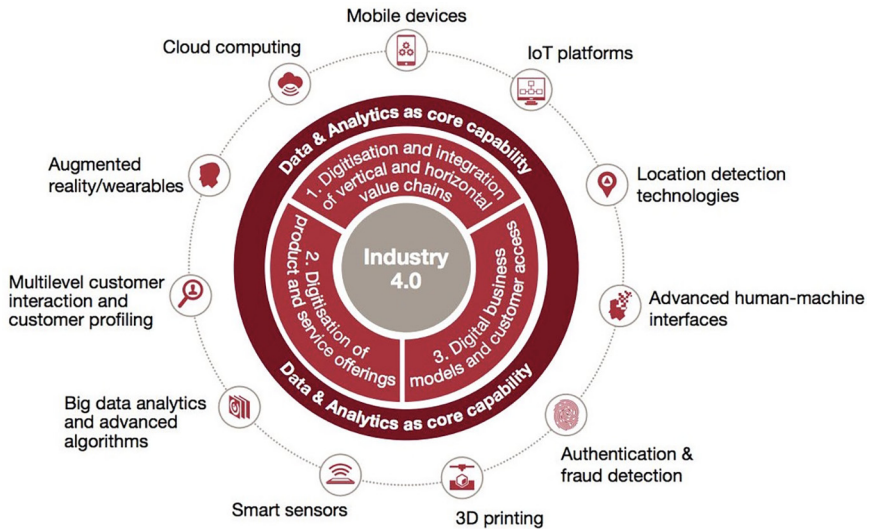 Mobile devices
Cloud computing
IoT platforms
Augmented
reality/wearables
Location detection
technologies
Multilevel customer
interaction and
customer profiling
Advanced human-machine
interfaces
Big data analytics
and advanced
algorithms
Authentication &
fraud detection
Smart sensors
3D printing
Data & Analytics as core capability
1. Digitisation and integration
of vertical and horizontal
value chains
2. Digitisation of
product and service offerings
3. Digital business
models and customer access
Industry
4.0
Data & Analytics as core capability